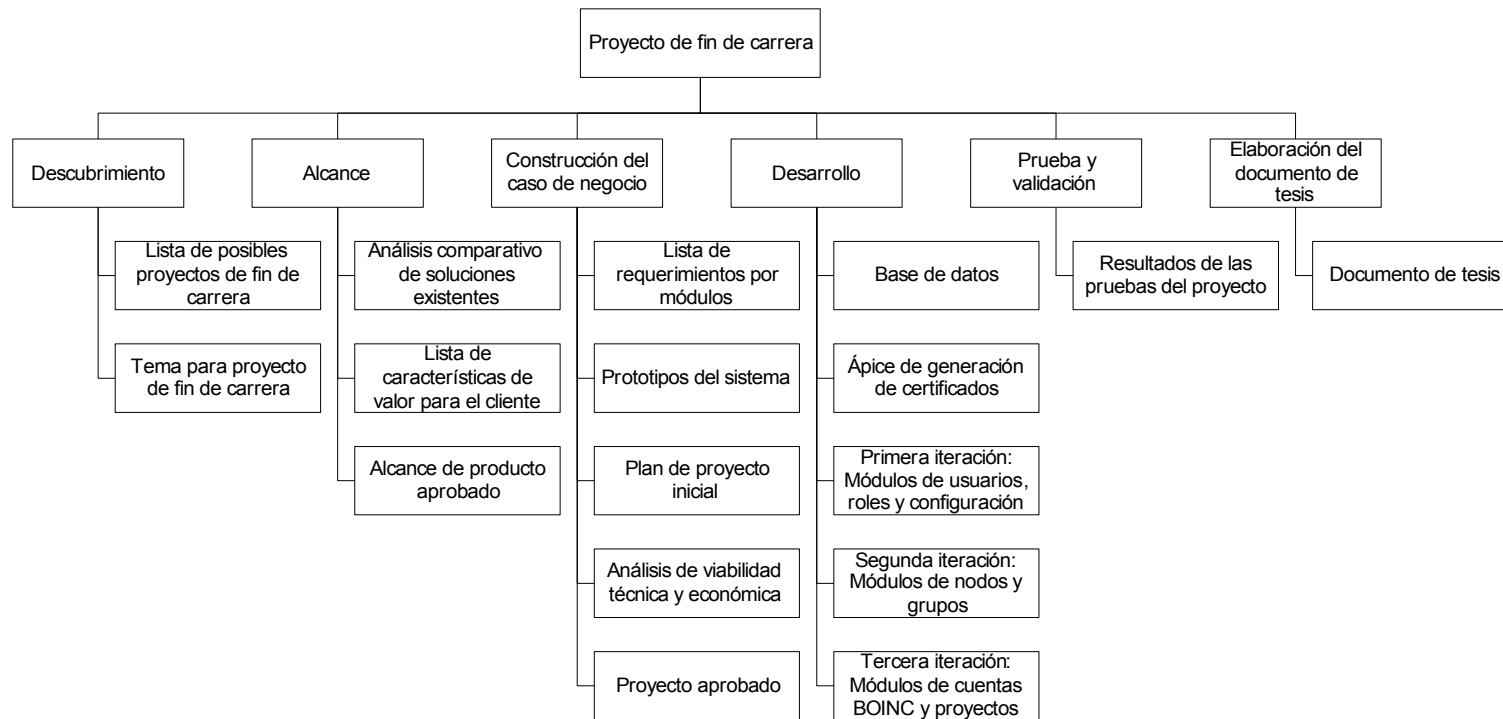 Proyecto de fin de carrera
Descubrimiento
Alcance
Construcción del
caso de negocio
Desarrollo
Prueba y
validación
Elaboración del
documento de
tesis
Lista de posibles
proyectos de fin de
carrera
Análisis comparativo
de soluciones
existentes
Lista de
requerimientos por
módulos
Base de datos
Resultados de las
pruebas del proyecto
Documento de tesis
Tema para proyecto
de fin de carrera
Lista de
características de
valor para el cliente
Prototipos del sistema
Ápice de generación
de certificados
Alcance de producto
aprobado
Plan de proyecto
inicial
Primera iteración:
Módulos de usuarios,
roles y configuración
Análisis de viabilidad
técnica y económica
Segunda iteración:
Módulos de nodos y
grupos
Proyecto aprobado
Tercera iteración:
Módulos de cuentas
BOINC y proyectos